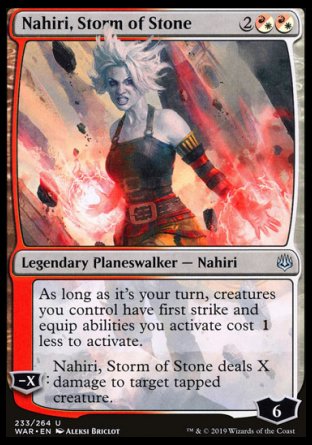 Nahiri, Storm of Stone 2
Legendary Planeswalker — Nahiri
As long as it's your turn, creatures
you control have first strike and
equip abilities you activate cost 1
less to activate.
-X: Nahiri, Storm of Stone deals X
damage to target tapped
creature.
6
233/264 U
WAR • EN ALEKSI BRICLOT
™ & © 2019 Wizards of the Coast